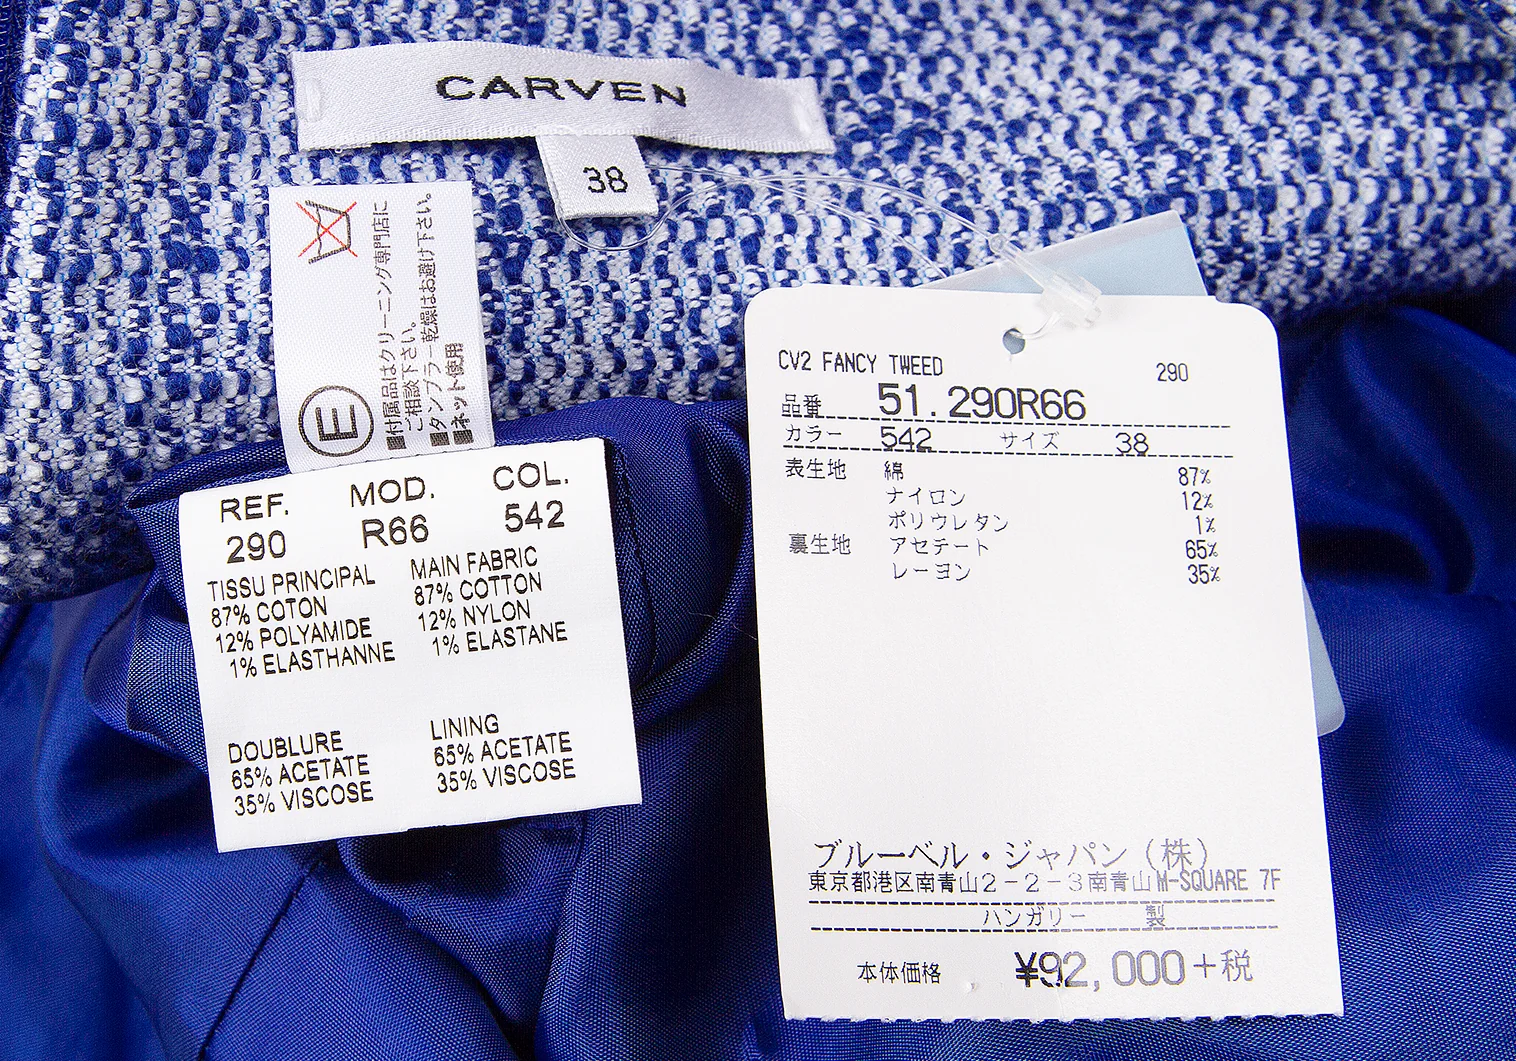 CARVEN
38
■付属品はクリーニング専門店に
ご相談下さい。
■タンブラー乾燥はお避け下さい。
■ネット使用
E
REF. MOD. COL.
290 R66 542
TISSU PRINCIPAL MAIN FABRIC
87% COTON 87% COTTON
12% POLYAMIDE 12% NYLON
1% ELASTHANNE 1% ELASTANE
DOUBLURE LINING
65% ACETATE 65% ACETATE
35% VISCOSE 35% VISCOSE
CV2 FANCY TWEED 290
品番 51.290R66
カラー 542 サイズ 38
表生地 綿 87%
ナイロン 12%
ポリウレタン 1%
裏生地 アセテート 65%
レーヨン 35%
ブルーベル・ジャパン(株)
東京都港区南青山2-2-3南青山M-SQUARE 7F
ハンガリー 製
本体価格 ¥92,000+税